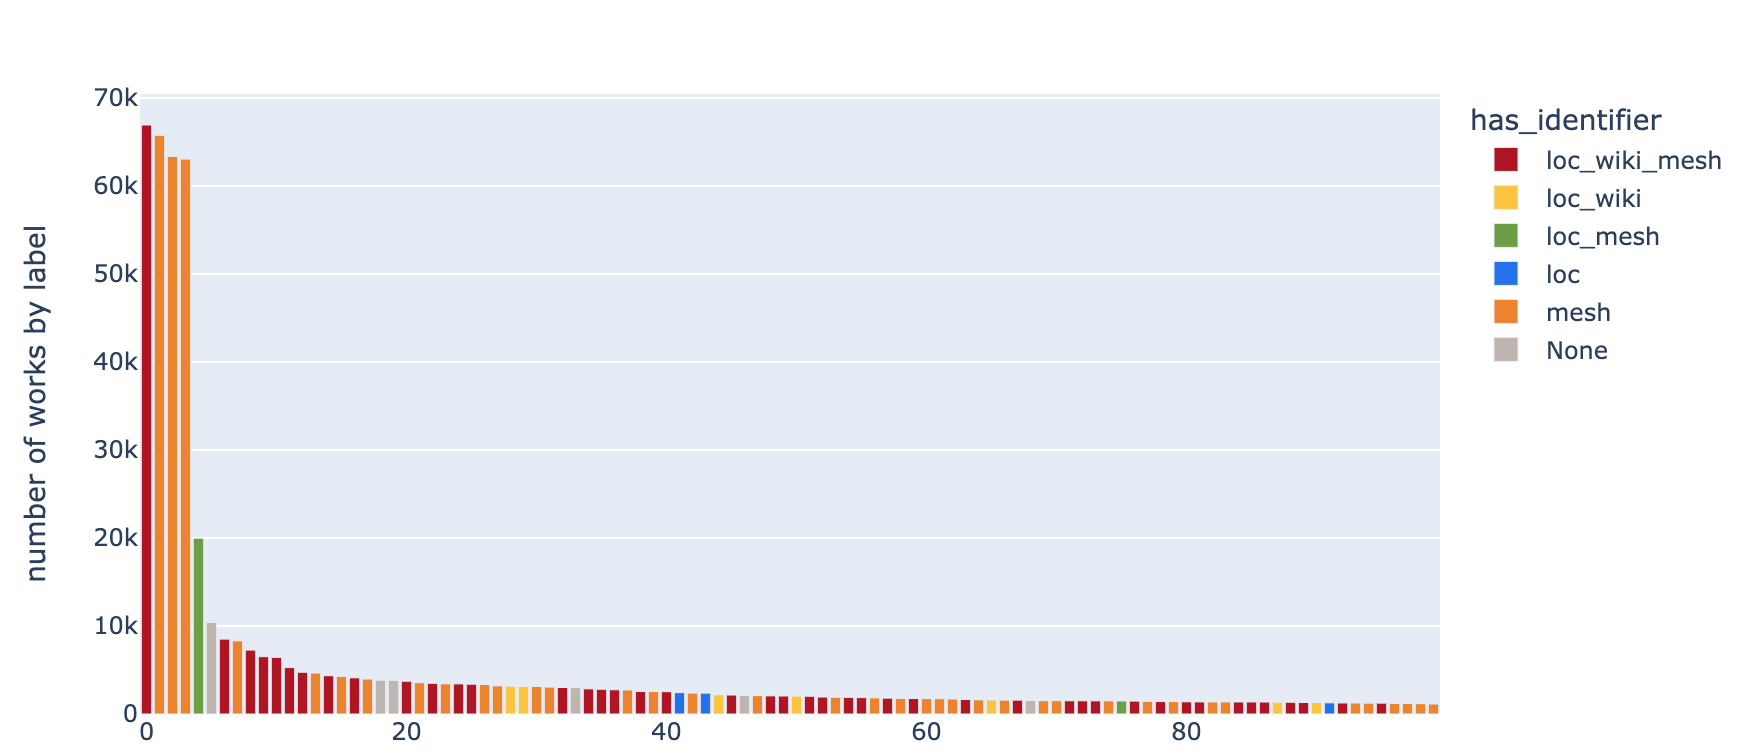 70k
60k
50k
40k
30k
20k
10k
0
number of works by label
0 20 40 60 80
has_identifier
loc_wiki_mesh
loc_wiki
loc_mesh
loc
mesh
None